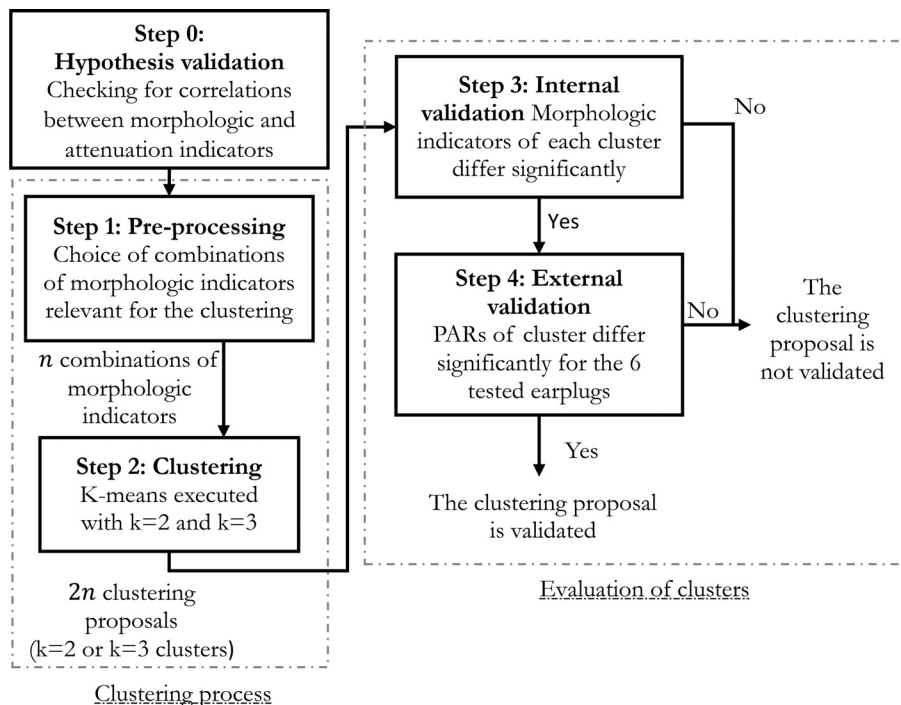 Step 0:
Hypothesis validation
Checking for correlations
between morphologic and
attenuation indicators
Step 1: Pre-processing
Choice of combinations
of morphologic indicators
relevant for the clustering
n combinations of
morphologic
indicators
Step 2: Clustering
K-means executed
with k=2 and k=3
2n clustering
proposals
(k=2 or k=3 clusters)
Clustering process
Step 3: Internal
validation Morphologic
indicators of each cluster
differ significantly
No
Yes
Step 4: External
validation
PARs of cluster differ
significantly for the 6
tested earplugs
No
The
clustering
proposal is
not validated
Yes
The clustering proposal
is validated
Evaluation of clusters